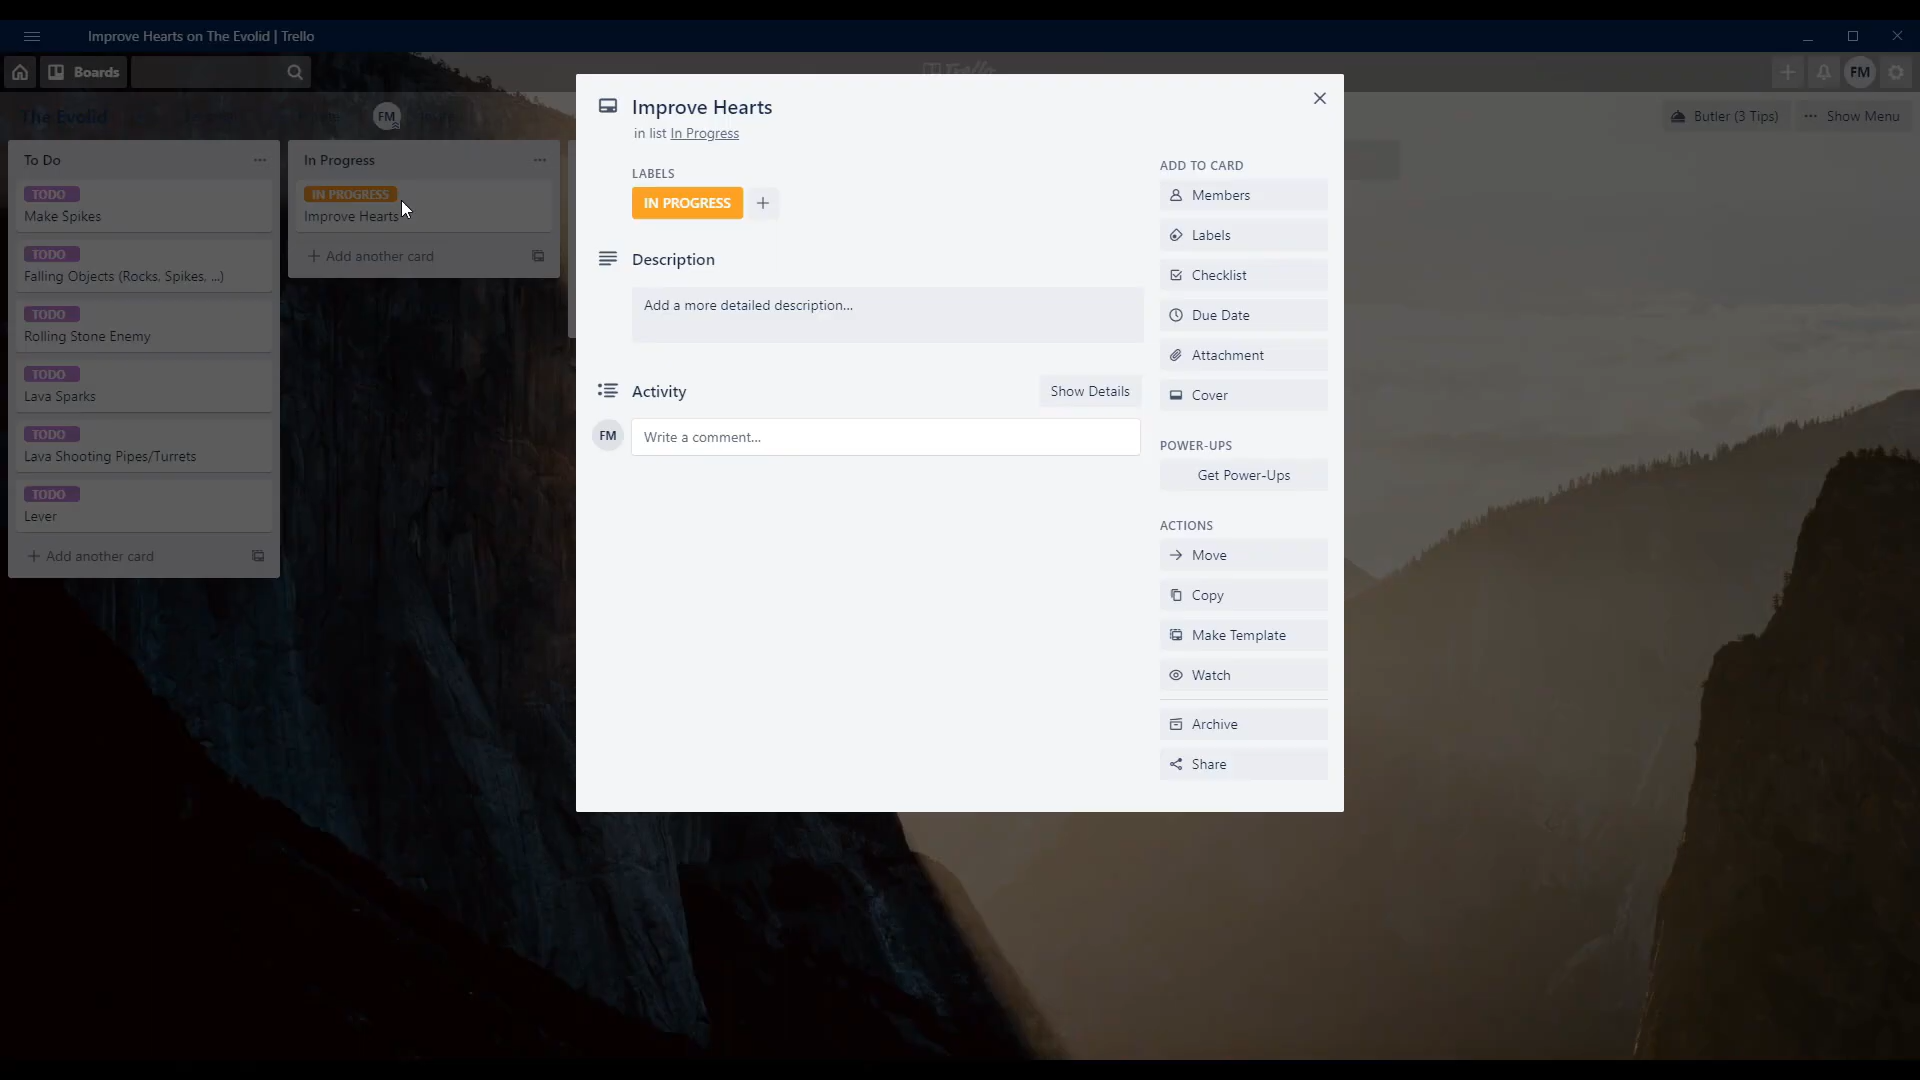 Improve Hearts on The Evolid | Trello
Boards
FM
The Evolid
FM
Butler (3 Tips)
Show Menu
To Do
TODO
Make Spikes
TODO
Falling Objects (Rocks, Spikes, ...)
TODO
Rolling Stone Enemy
TODO
Lava Sparks
TODO
Lava Shooting Pipes/Turrets
TODO
Lever
Add another card
In Progress
IN PROGRESS
Improve Hearts
Add another card
Improve Hearts
in list In Progress
LABELS
IN PROGRESS
Description
Add a more detailed description...
Activity
Show Details
FM
Write a comment...
ADD TO CARD
Members
Labels
Checklist
Due Date
Attachment
Cover
POWER-UPS
Get Power-Ups
ACTIONS
Move
Copy
Make Template
Watch
Archive
Share